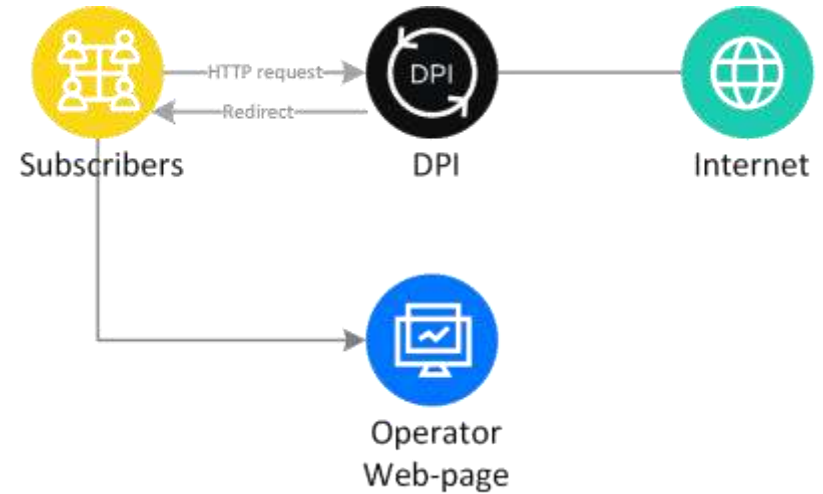 HTTP request
DPI
Redirect
Subscribers
DPI
Internet
Operator
Web-page